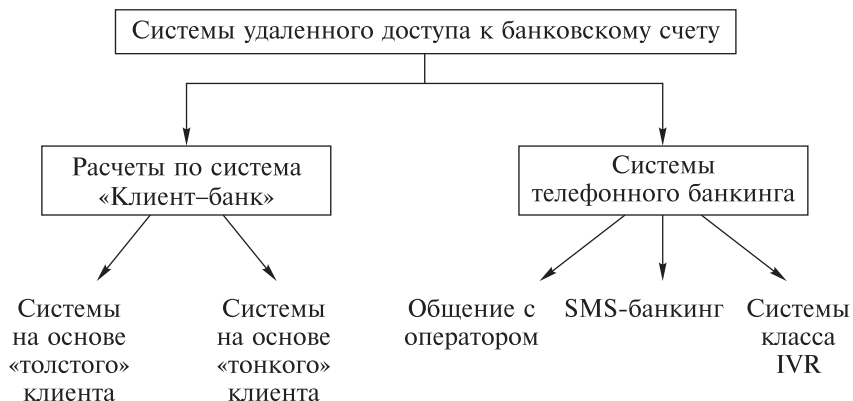 Системы удаленного доступа к банковскому счету
Расчеты по система
«Клиент–банк»
Системы
телефонного банкинга
Системы
на основе
«толстого»
клиента
Системы
на основе
«тонкого»
клиента
Общение с
оператором
SMS-банкинг
Системы
класса
IVR